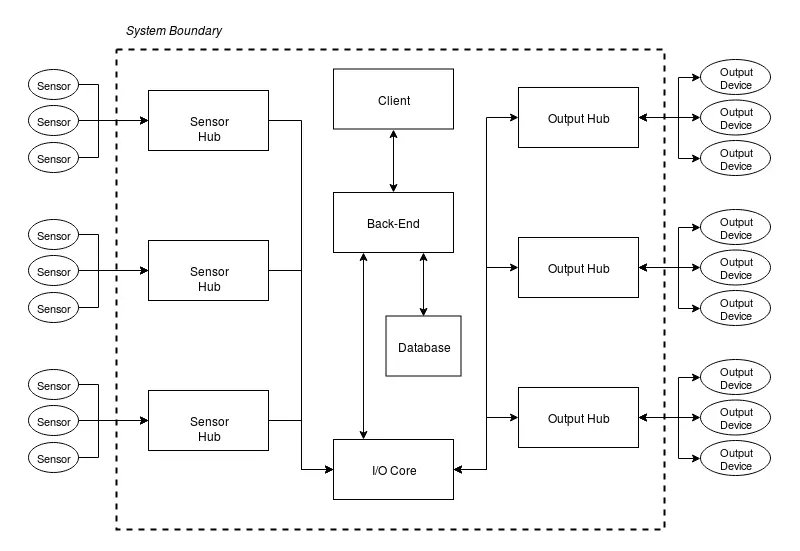 System Boundary
Sensor
Sensor
Sensor
Sensor
Hub
Client
Output Hub
Output
Device
Output
Device
Output
Device
Back-End
Sensor
Sensor
Sensor
Sensor
Hub
Output Hub
Output
Device
Output
Device
Output
Device
Database
Sensor
Sensor
Sensor
Sensor
Hub
I/O Core
Output Hub
Output
Device
Output
Device
Output
Device